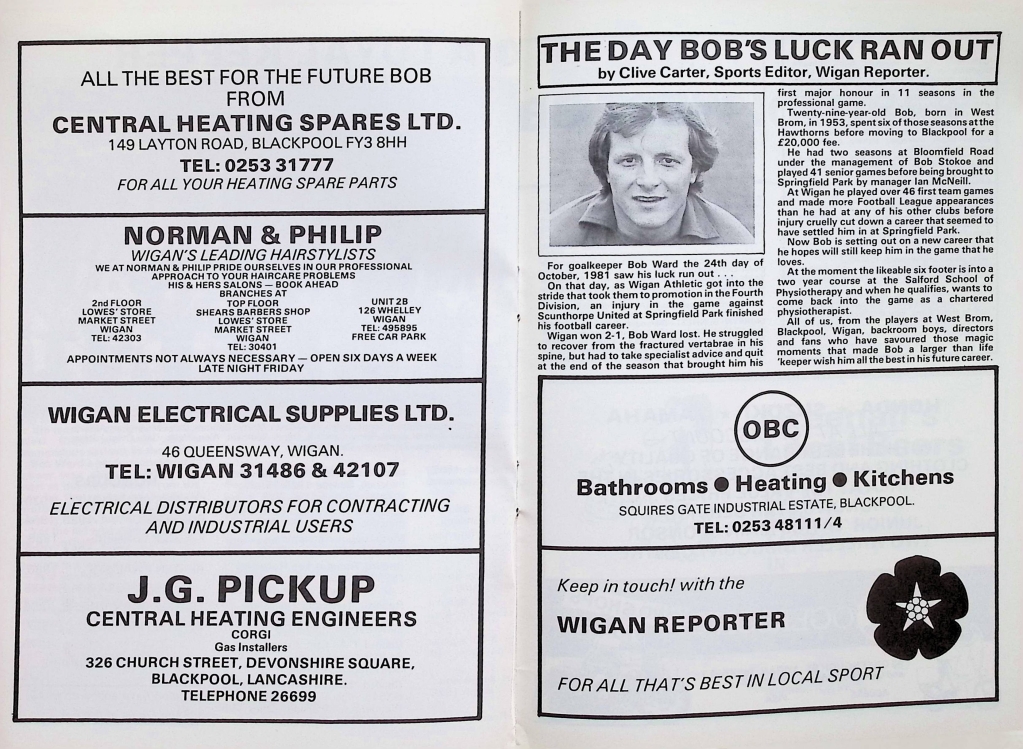 ALL THE BEST FOR THE FUTURE BOB
FROM
CENTRAL HEATING SPARES LTD.
149 LAYTON ROAD, BLACKPOOL FY3 8HH
TEL: 0253 31777
FOR ALL YOUR HEATING SPARE PARTS
NORMAN & PHILIP
WIGAN'S LEADING HAIRSTYLISTS
WE AT NORMAN & PHILIP PRIDE OURSELVES IN OUR PROFESSIONAL
APPROACH TO YOUR HAIRCARE PROBLEMS
HIS & HERS SALONS — BOOK AHEAD
BRANCHES AT
2nd FLOOR
LOWES' STORE
MARKET STREET
WIGAN
TEL: 42303
TOP FLOOR
SHEARS BARBERS SHOP
LOWES' STORE
MARKET STREET
WIGAN
TEL: 30401
UNIT 2B
126 WHELLEY
WIGAN
TEL: 495895
FREE CAR PARK
APPOINTMENTS NOT ALWAYS NECESSARY — OPEN SIX DAYS A WEEK
LATE NIGHT FRIDAY
WIGAN ELECTRICAL SUPPLIES LTD.
46 QUEENSWAY, WIGAN.
TEL: WIGAN 31486 & 42107
ELECTRICAL DISTRIBUTORS FOR CONTRACTING
AND INDUSTRIAL USERS
J.G. PICKUP
CENTRAL HEATING ENGINEERS
CORGI
Gas Installers
326 CHURCH STREET, DEVONSHIRE SQUARE,
BLACKPOOL, LANCASHIRE.
TELEPHONE 26699
THE DAY BOB'S LUCK RAN OUT
by Clive Carter, Sports Editor, Wigan Reporter.
For goalkeeper Bob Ward the 24th day of
October, 1981 saw his luck run out . . .
On that day, as Wigan Athletic got into the
stride that took them to promotion in the Fourth
Division, an injury in the game against
Scunthorpe United at Springfield Park finished
his football career.
Wigan won 2-1, Bob Ward lost. He struggled
to recover from the fractured vertabrae in his
spine, but had to take specialist advice and quit
at the end of the season that brought him his
first major honour in 11 seasons in the
professional game.
Twenty-nine-year-old Bob, born in West
Brom, in 1953, spent six of those seasons at the
Hawthorns before moving to Blackpool for a
£20,000 fee.
He had two seasons at Bloomfield Road
under the management of Bob Stokoe and
played 41 senior games before being brought to
Springfield Park by manager Ian McNeill.
At Wigan he played over 46 first team games
and made more Football League appearances
than he had at any of his other clubs before
injury cruelly cut down a career that seemed to
have settled him in at Springfield Park.
Now Bob is setting out on a new career that
he hopes will still keep him in the game that he
loves.
At the moment the likeable six footer is into a
two year course at the Salford School of
Physiotherapy and when he qualifies, wants to
come back into the game as a chartered
physiotherapist.
All of us, from the players at West Brom,
Blackpool, Wigan, backroom boys, directors
and fans who have savoured those magic
moments that made Bob a larger than life
'keeper wish him all the best in his future career.
OBC
Bathrooms ● Heating ● Kitchens
SQUIRES GATE INDUSTRIAL ESTATE, BLACKPOOL.
TEL: 0253 48111/4
Keep in touch! with the
WIGAN REPORTER
FOR ALL THAT'S BEST IN LOCAL SPORT